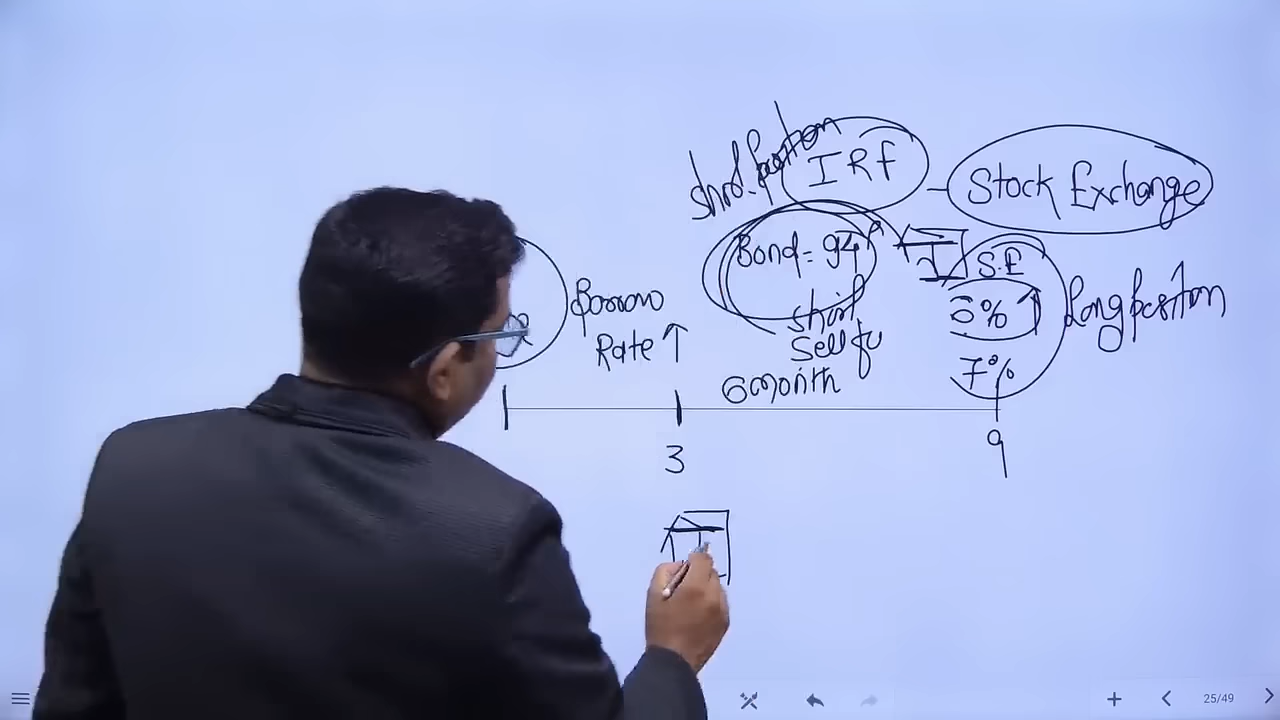 Short position
IRF
Stock Exchange
Bond = 94
S.E
6%
7%
Long position
Borrow
Rate ↑
short
Sell fu
6 month
3
9
25/49